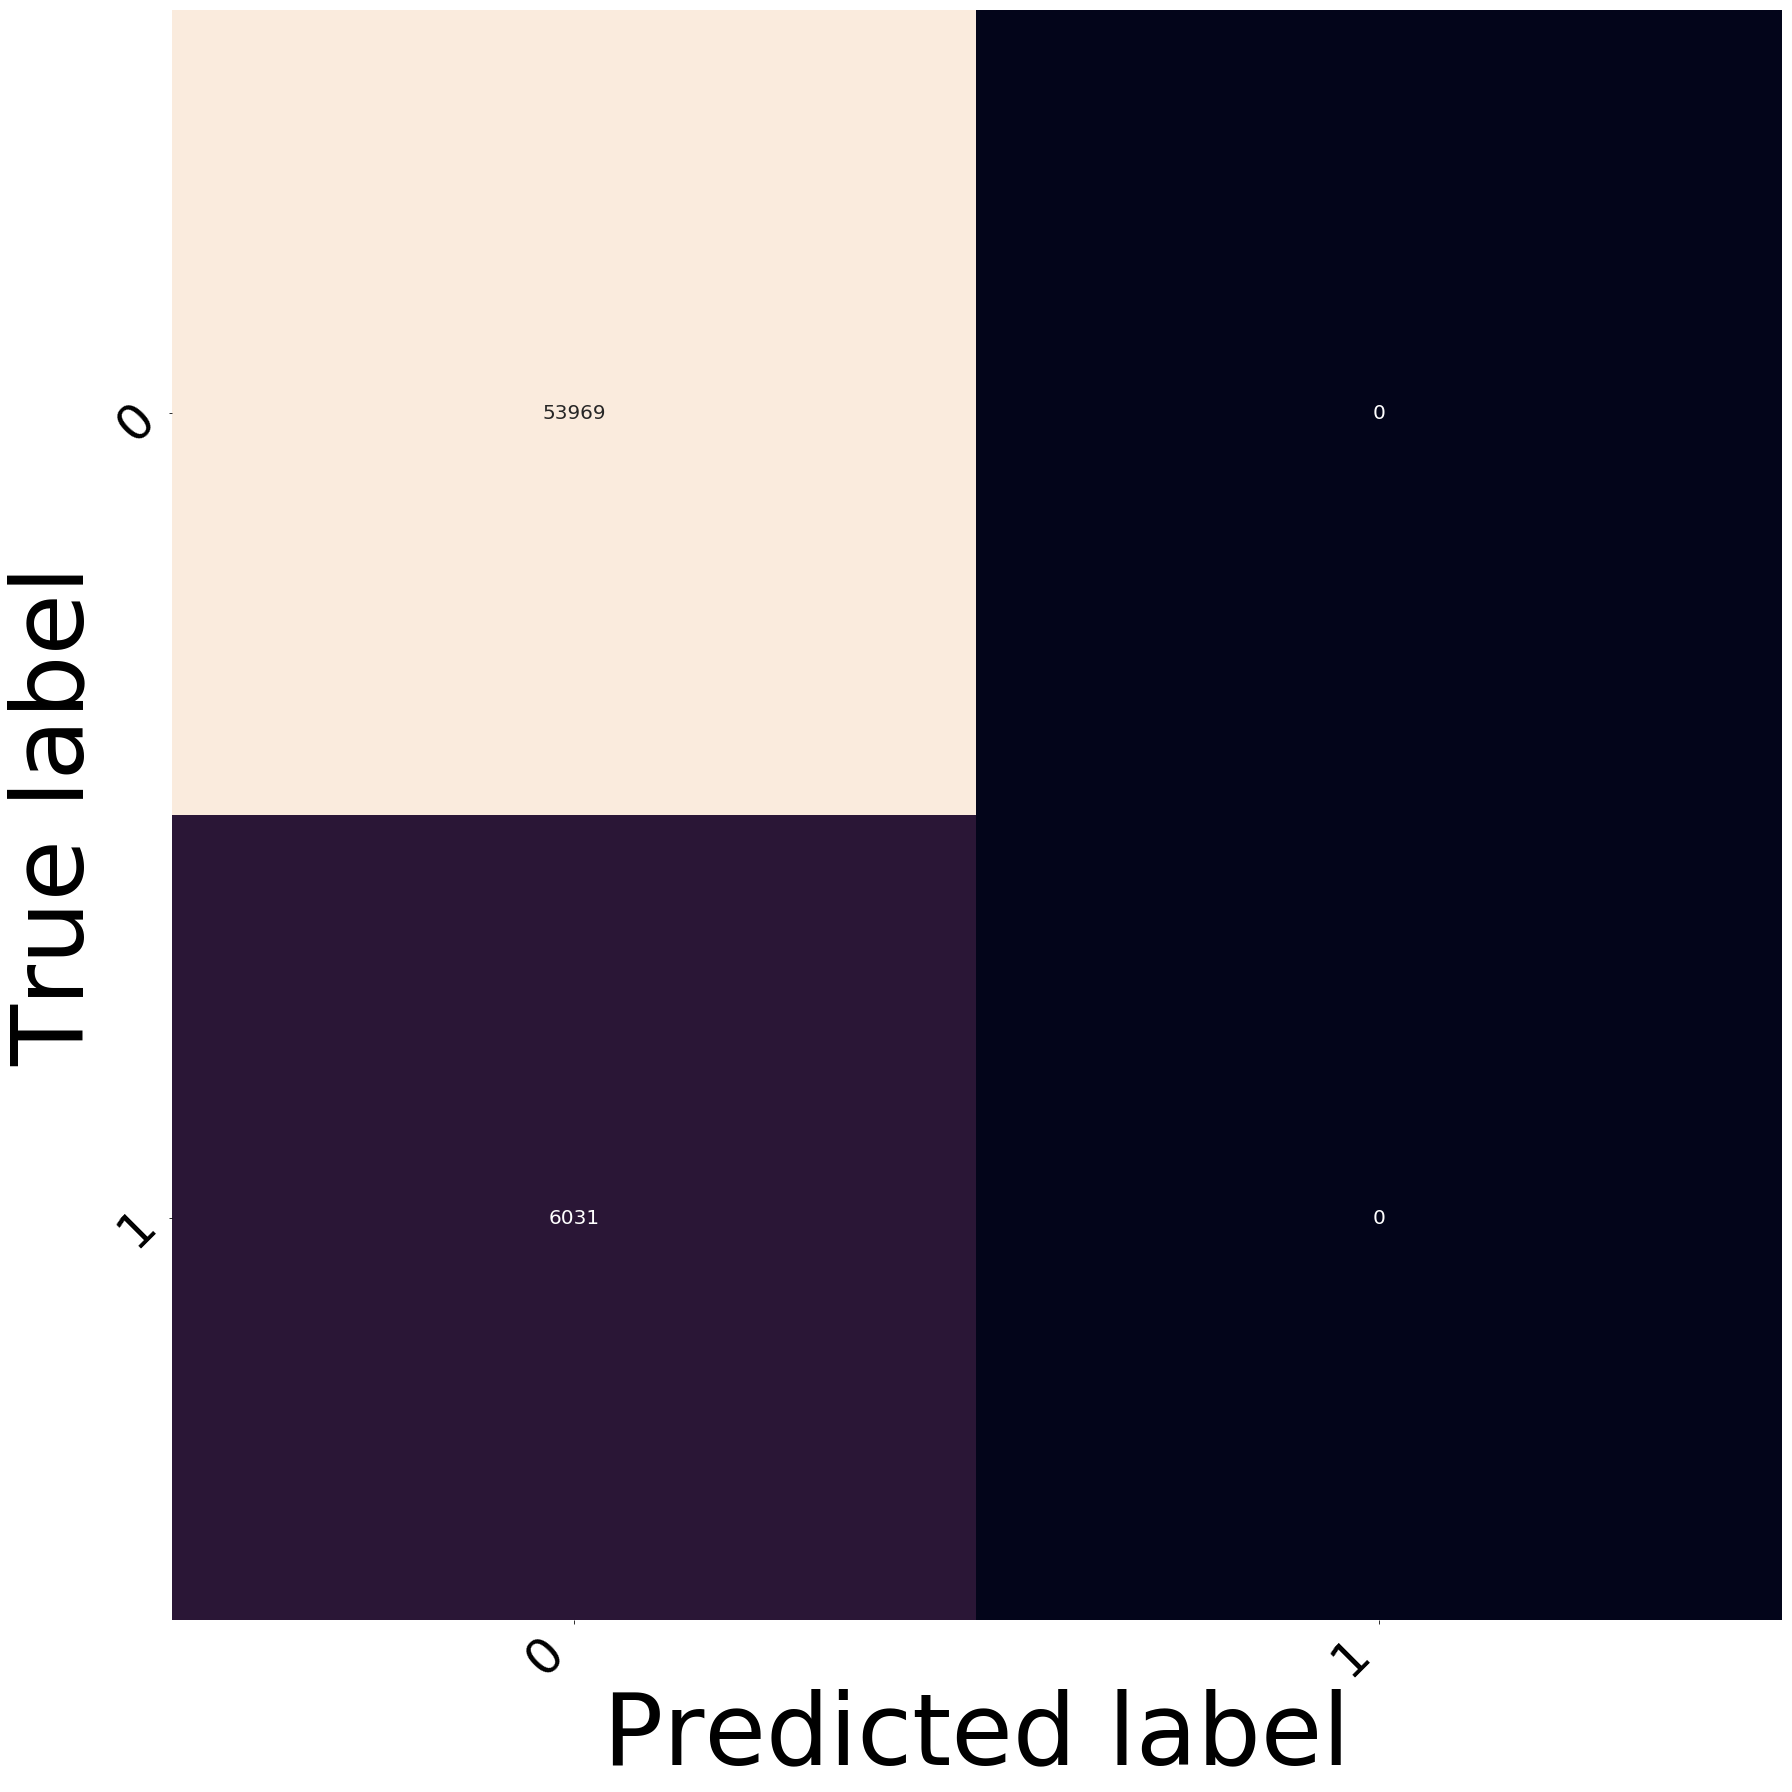 53969 0
0
True label
6031 0
1
0 1
Predicted label